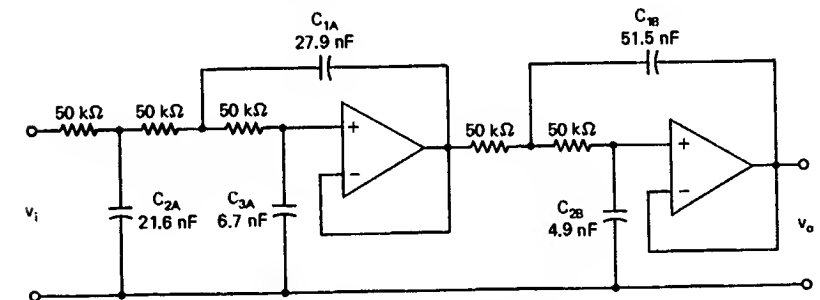 C1A
27.9 nF
C1B
51.5 nF
50 kΩ
50 kΩ
50 kΩ
+
−
50 kΩ
50 kΩ
+
−
vi
C2A
21.6 nF
C3A
6.7 nF
C2B
4.9 nF
vo